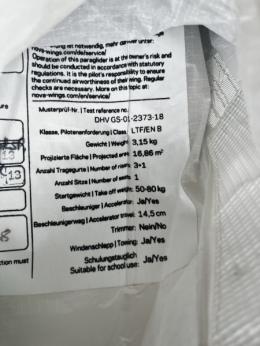 ung ist notwendig, mehr darüber unter:
nova-wings.com/de/service/
Operation of this paraglider is at the owner's risk and
should be conducted in accordance with statutory
regulations. It is the pilot's responsibility to ensure
the continued airworthiness of their wing. Regular
checks are necessary. More on this topic at:
nova-wings.com/en/service/
Musterprüf-Nr. | Test reference no.
DHV GS-01-2373-18
Klasse, Pilotenanforderung | Class LTF/EN B
Gewicht | Weight 3,15 kg
Projizierte Fläche | Projected area 16,86 m²
Anzahl Tragegurte | Number of risers 3+1
Anzahl Sitze | Number of seats 1
Startgewicht | Take off weight 50-80 kg
Beschleuniger | Accelerator Ja/Yes
Beschleunigerweg | Accelerator travel 14,5 cm
Trimmer: Nein/No
Windenschlepp | Towing: Ja/Yes
Schulungstauglich
Suitable for school use: Ja/Yes
13
13
ction must